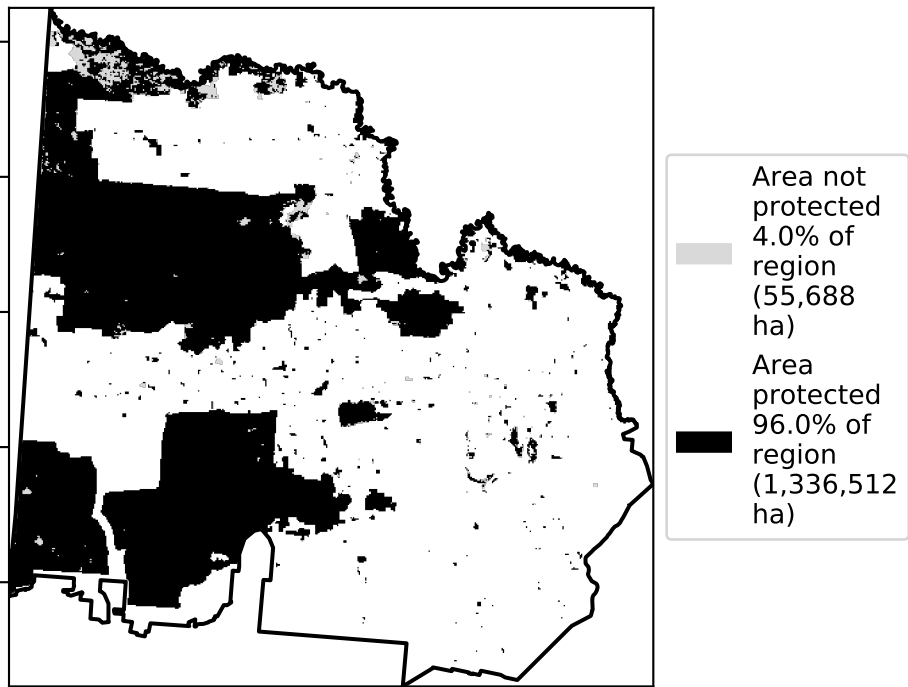 Area not
protected
4.0% of
region
(55,688
ha)
Area
protected
96.0% of
region
(1,336,512
ha)